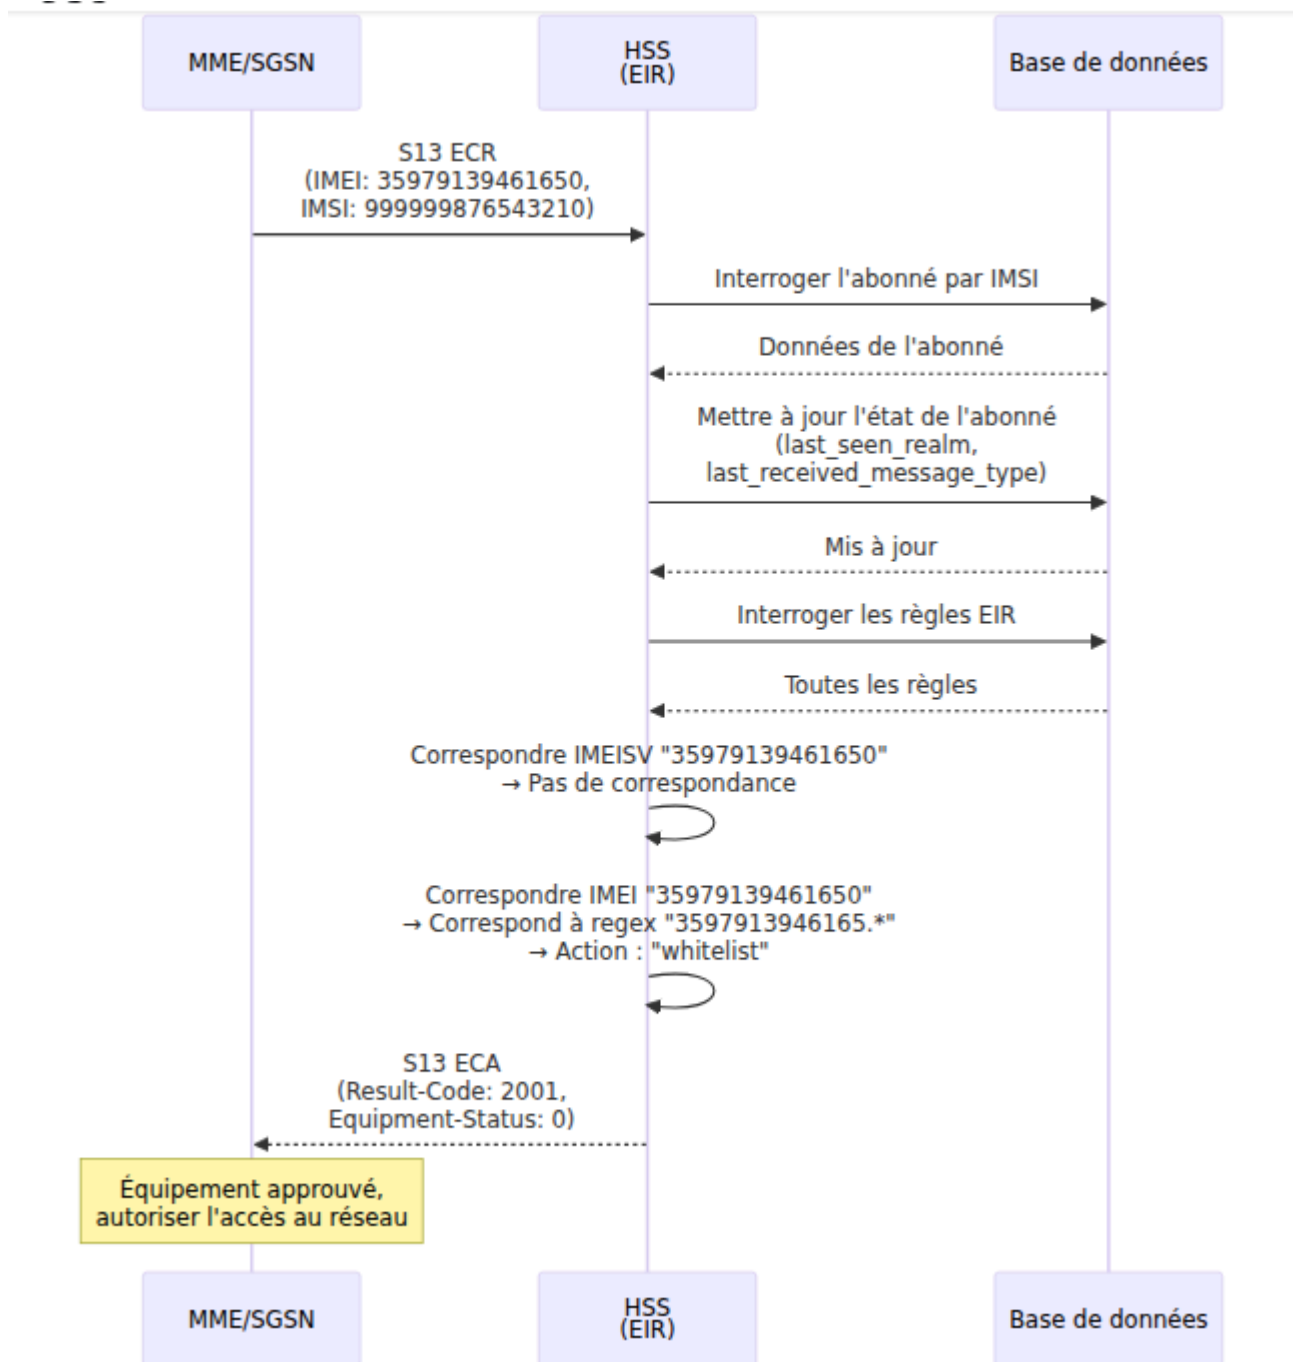 MME/SGSN
HSS
(EIR)
Base de données
S13 ECR
(IMEI: 35979139461650,
IMSI: 999999876543210)
Interroger l'abonné par IMSI
Données de l'abonné
Mettre à jour l'état de l'abonné
(last_seen_realm,
last_received_message_type)
Mis à jour
Interroger les règles EIR
Toutes les règles
Correspondre IMEISV "35979139461650"
→ Pas de correspondance
Correspondre IMEI "35979139461650"
→ Correspond à regex "3597913946165.*"
→ Action : "whitelist"
S13 ECA
(Result-Code: 2001,
Equipment-Status: 0)
Équipement approuvé,
autoriser l'accès au réseau
MME/SGSN
HSS
(EIR)
Base de données